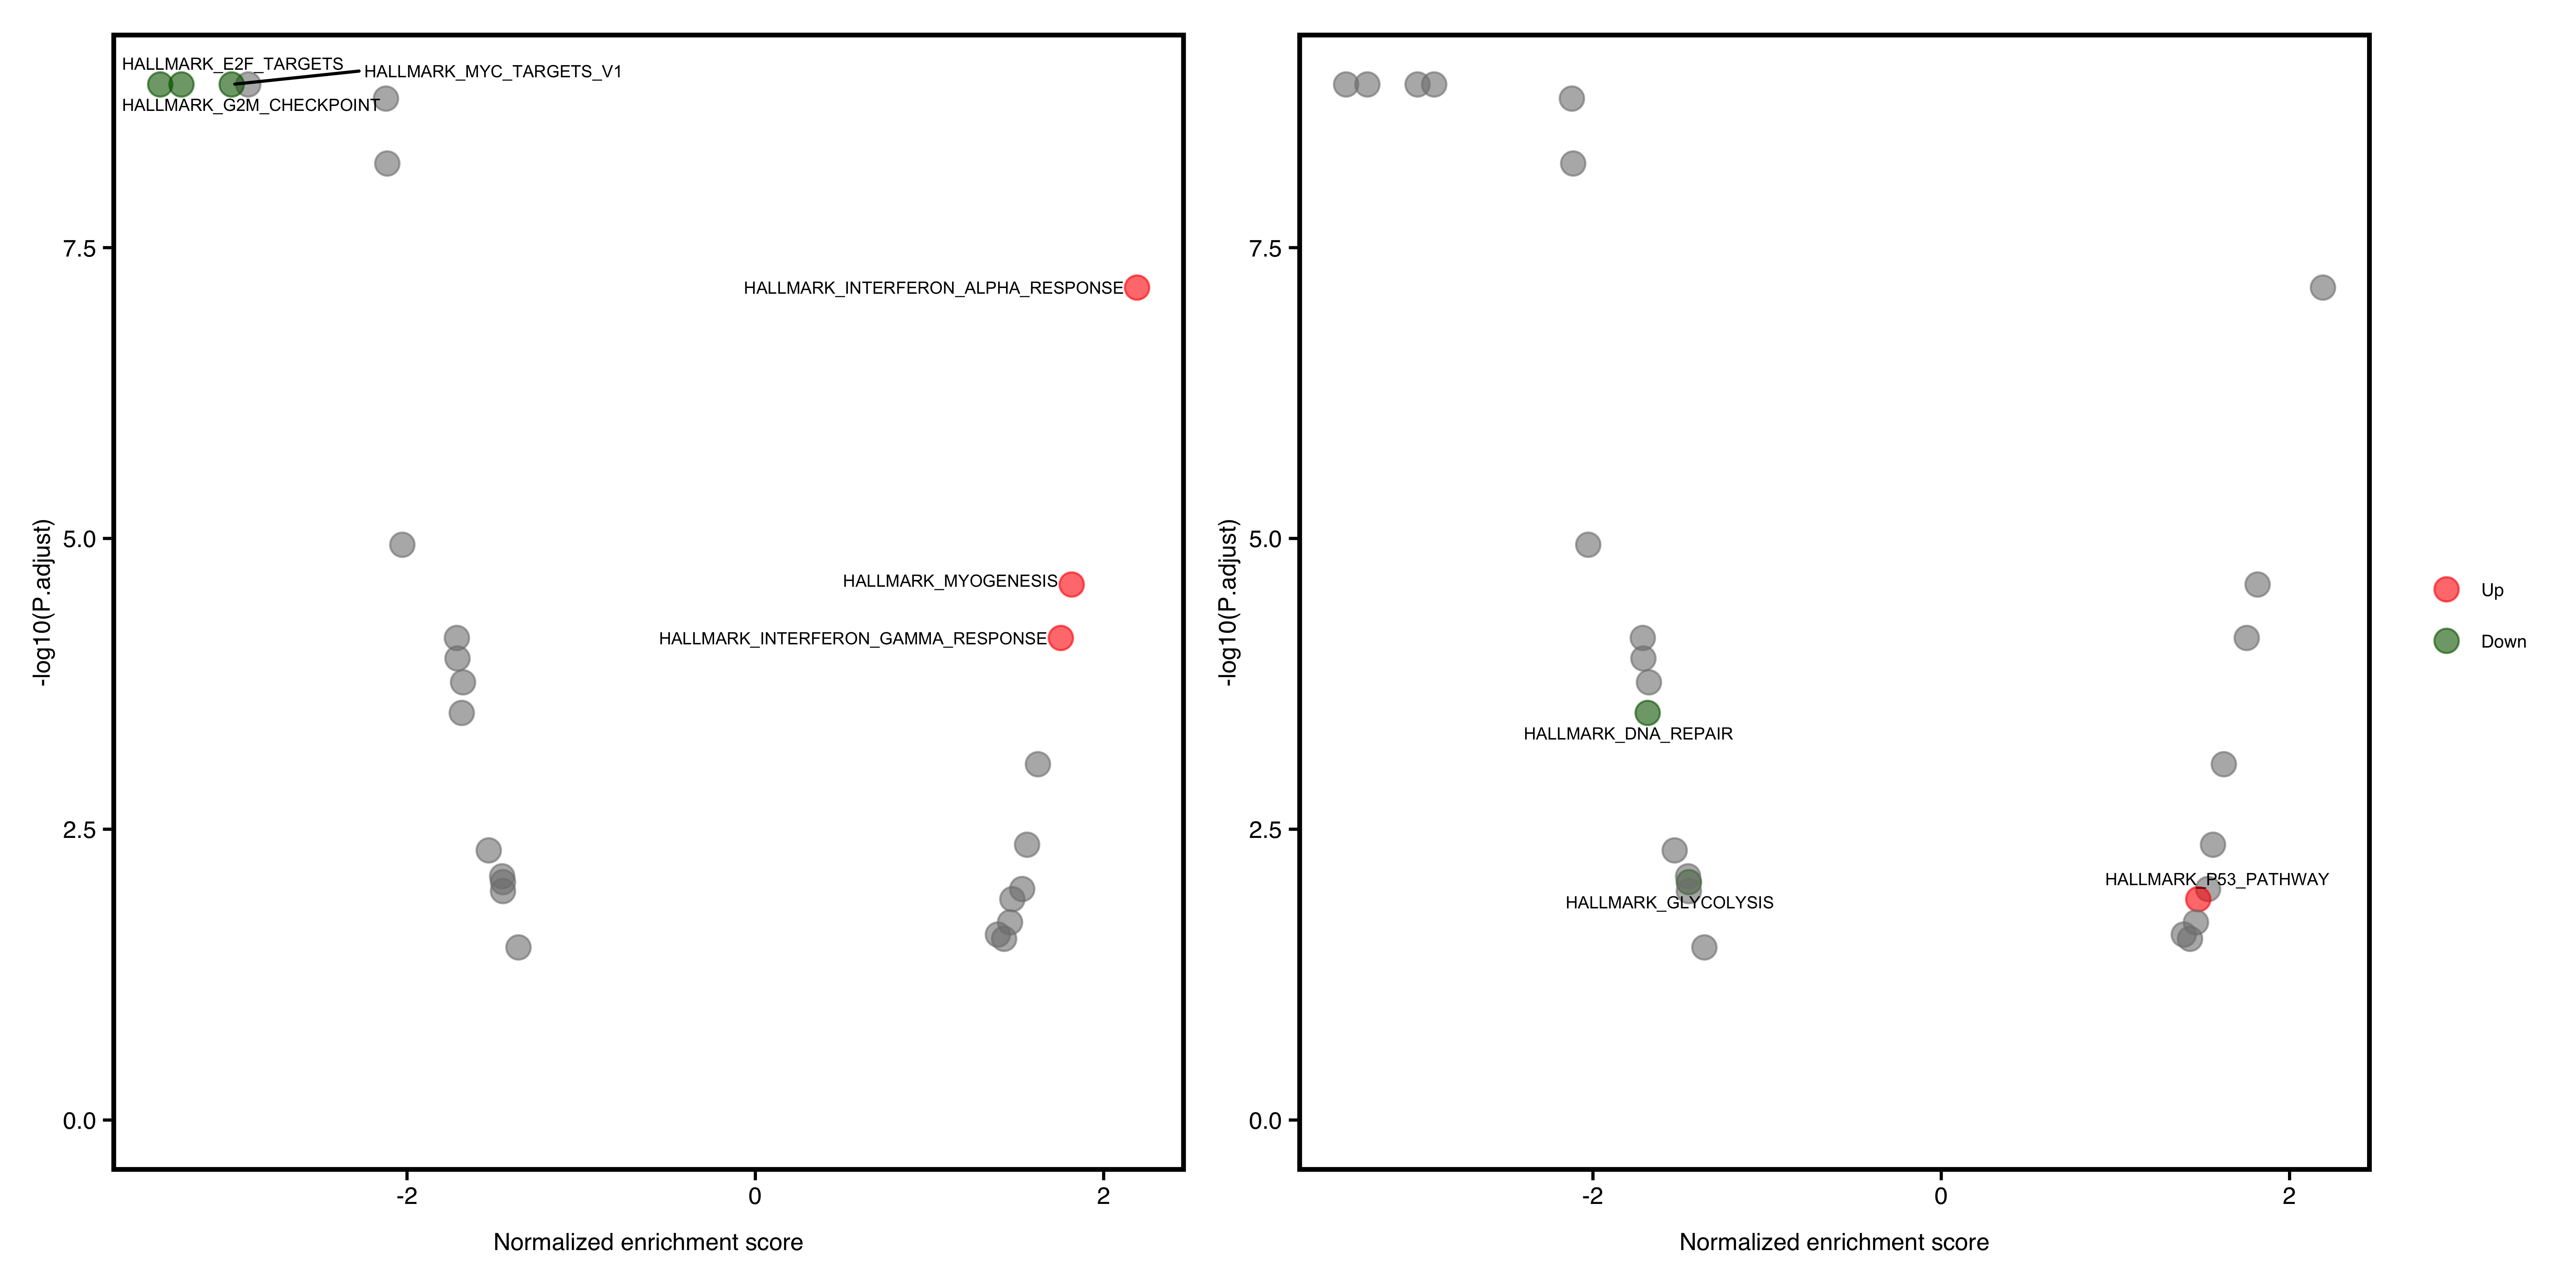 HALLMARK_E2F_TARGETS
HALLMARK_MYC_TARGETS_V1
HALLMARK_G2M_CHECKPOINT
7.5
HALLMARK_INTERFERON_ALPHA_RESPONSE
5.0
HALLMARK_MYOGENESIS
HALLMARK_INTERFERON_GAMMA_RESPONSE
-log10(P.adjust)
2.5
0.0
-2
0
2
Normalized enrichment score
7.5
5.0
-log10(P.adjust)
HALLMARK_DNA_REPAIR
2.5
HALLMARK_P53_PATHWAY
HALLMARK_GLYCOLYSIS
0.0
-2
0
2
Normalized enrichment score
Up
Down